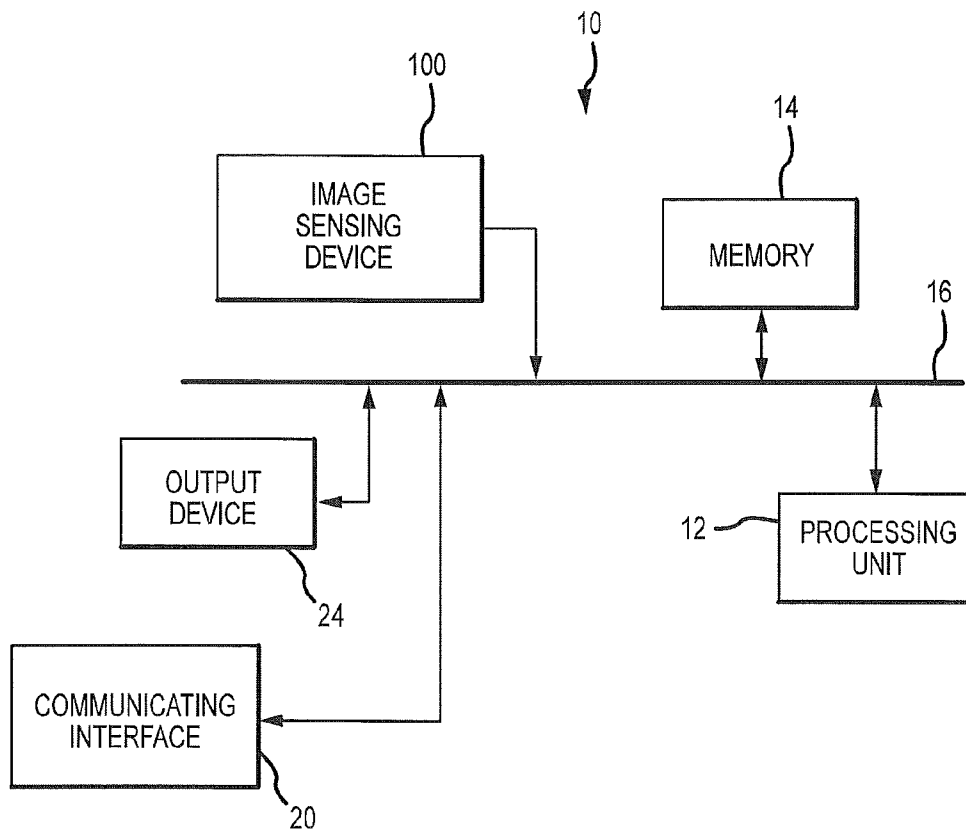 10
100
14
IMAGE
SENSING
DEVICE
MEMORY
16
OUTPUT
DEVICE
12
PROCESSING
UNIT
24
COMMUNICATING
INTERFACE
20